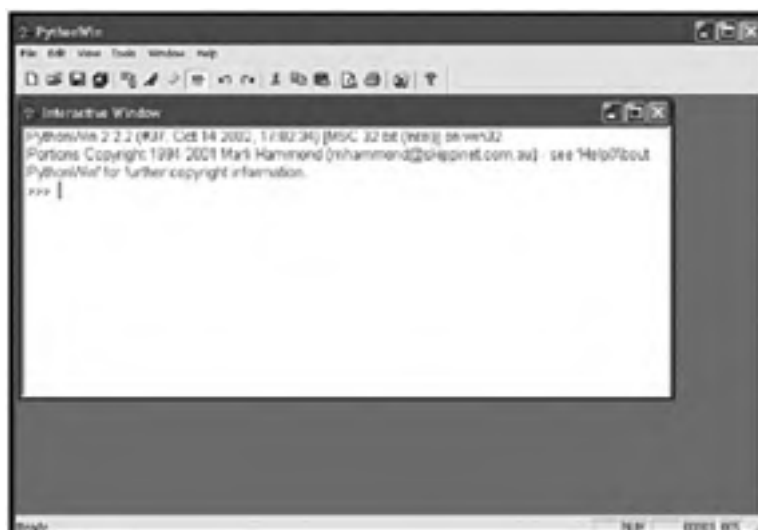 PythonWin
File Edit View Tools Window Help
Interactive Window
PythonWin 2.2.2 (#37, Oct 14 2002, 17:02:34) [MSC 32 bit (Intel)] on win32.
Portions Copyright 1994-2001 Mark Hammond (mhammond@skippinet.com.au) - see 'Help/About
PythonWin' for further copyright information.
>>>
Ready NUM